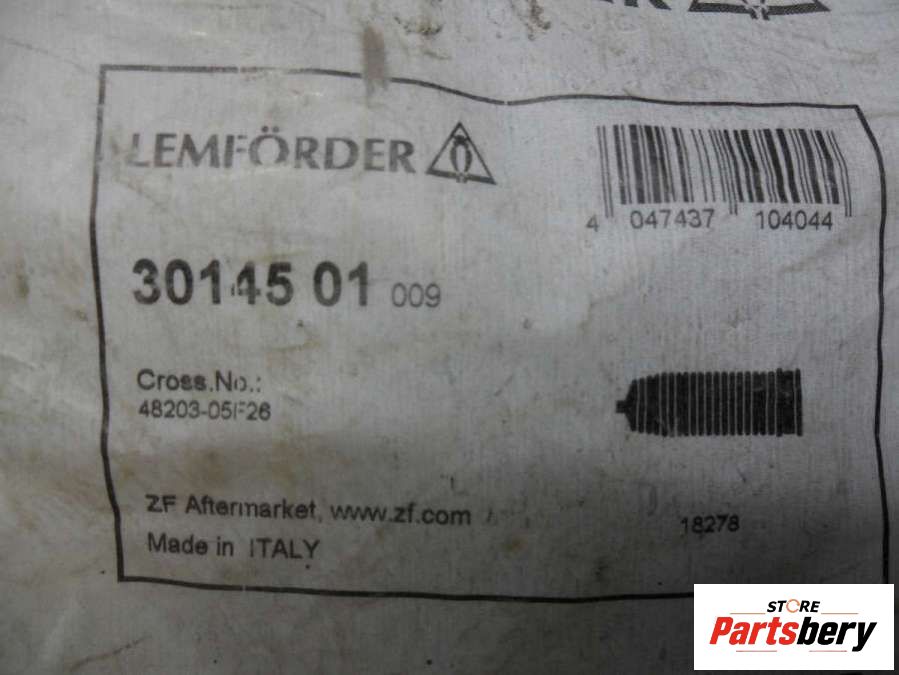 LEMFÖRDER
4 047437 104044
30145 01 009
Cross.No.:
48203-05F26
ZF Aftermarket, www.zf.com
18278
Made in ITALY
STORE
Partsbery